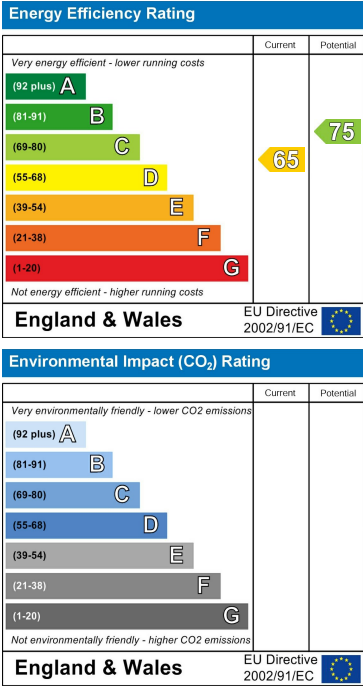 Energy Efficiency Rating
Current Potential
Very energy efficient - lower running costs
(92 plus) A
(81-91) B
(69-80) C
(55-68) D
(39-54) E
(21-38) F
(1-20) G
65
75
Not energy efficient - higher running costs
England & Wales
EU Directive
2002/91/EC
Environmental Impact (CO₂) Rating
Current Potential
Very environmentally friendly - lower CO2 emissions
(92 plus) A
(81-91) B
(69-80) C
(55-68) D
(39-54) E
(21-38) F
(1-20) G
Not environmentally friendly - higher CO2 emissions
England & Wales
EU Directive
2002/91/EC